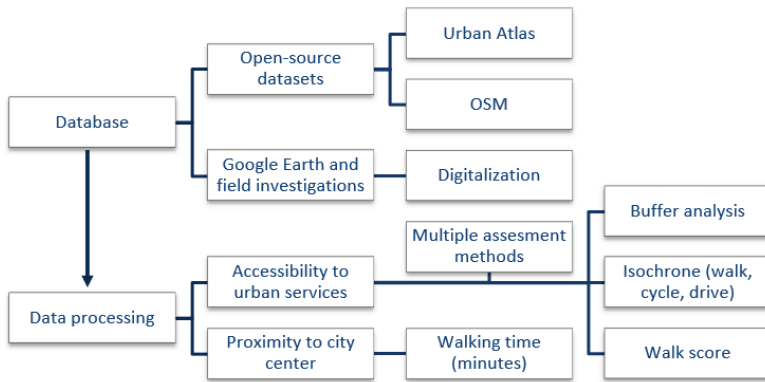 Urban Atlas
Open-source
datasets
OSM
Database
Google Earth and
field investigations
Digitalization
Buffer analysis
Multiple assesment
methods
Accessibility to
urban services
Isochrone (walk,
cycle, drive)
Data processing
Proximity to city
center
Walking time
(minutes)
Walk score